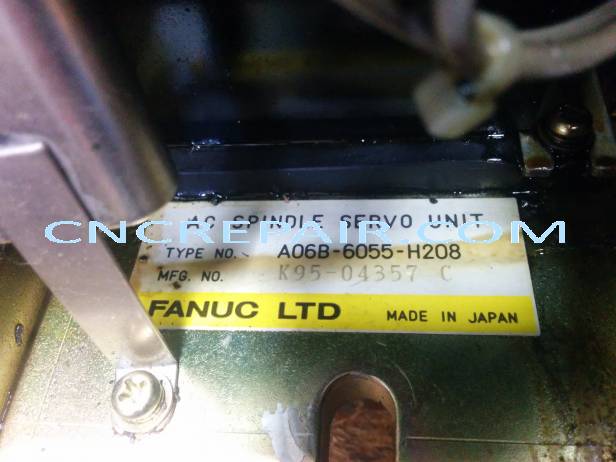 AC SPINDLE SERVO UNIT
CNCREPAIR.COM
TYPE NO. A06B-6055-H208
MFG. NO. K95-04357 C
FANUC LTD MADE IN JAPAN